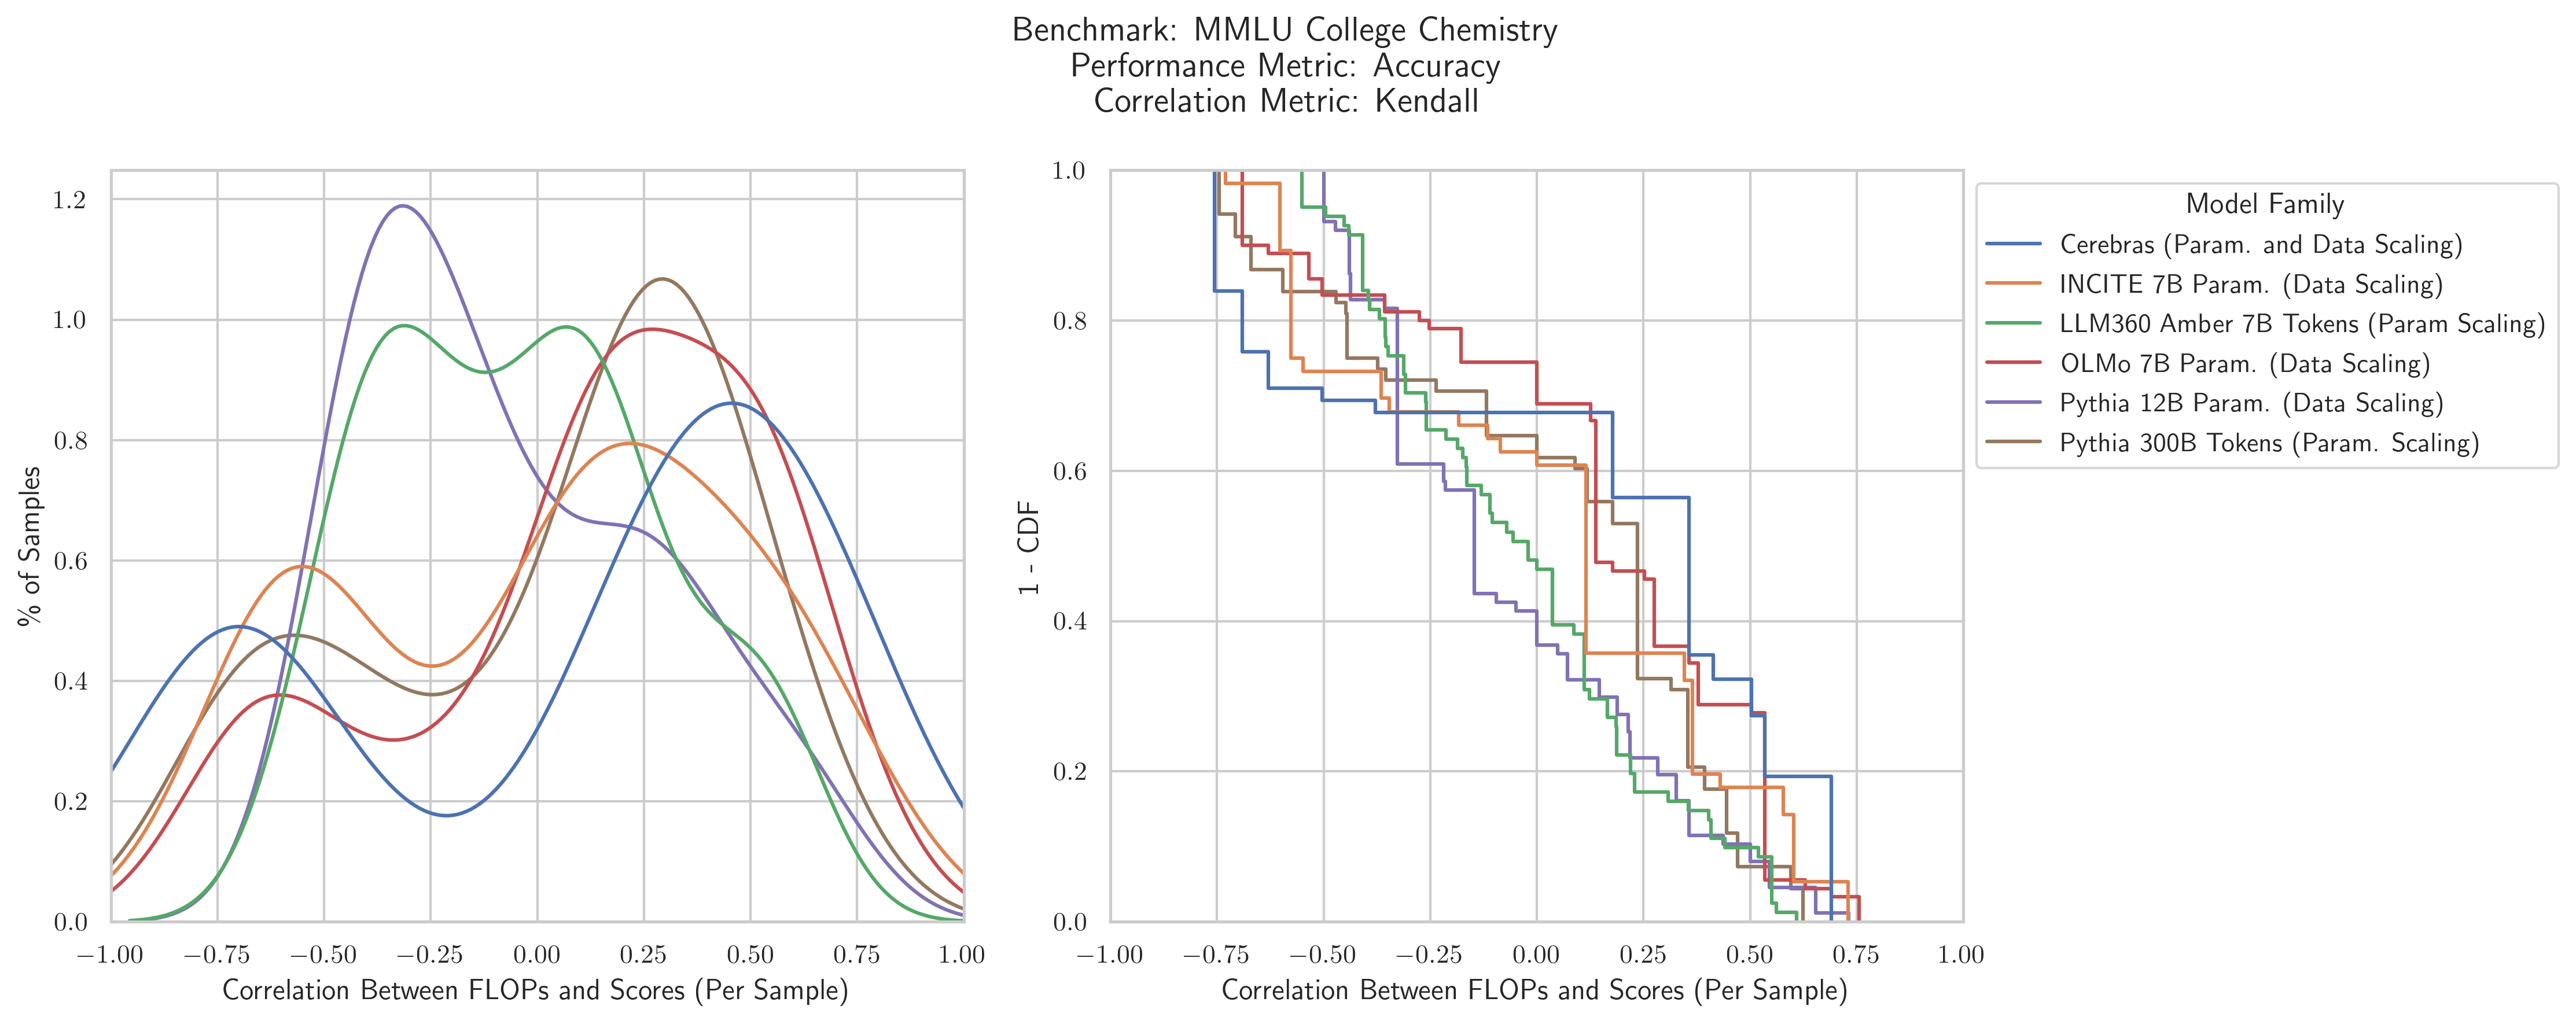 Benchmark: MMLU College Chemistry
Performance Metric: Accuracy
Correlation Metric: Kendall
% of Samples
1.2
1.0
0.8
0.6
0.4
0.2
0.0
−1.00 −0.75 −0.50 −0.25 0.00 0.25 0.50 0.75 1.00
Correlation Between FLOPs and Scores (Per Sample)
1 - CDF
1.0
0.8
0.6
0.4
0.2
0.0
−1.00 −0.75 −0.50 −0.25 0.00 0.25 0.50 0.75 1.00
Correlation Between FLOPs and Scores (Per Sample)
Model Family
Cerebras (Param. and Data Scaling)
INCITE 7B Param. (Data Scaling)
LLM360 Amber 7B Tokens (Param Scaling)
OLMo 7B Param. (Data Scaling)
Pythia 12B Param. (Data Scaling)
Pythia 300B Tokens (Param. Scaling)